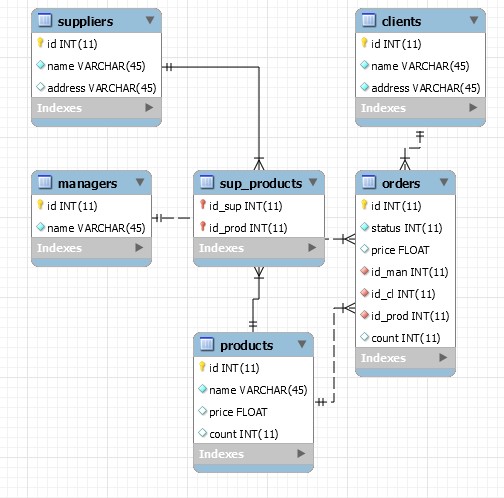 suppliers
id INT(11)
name VARCHAR(45)
address VARCHAR(45)
Indexes
clients
id INT(11)
name VARCHAR(45)
address VARCHAR(45)
Indexes
managers
id INT(11)
name VARCHAR(45)
Indexes
sup_products
id_sup INT(11)
id_prod INT(11)
Indexes
orders
id INT(11)
status INT(11)
price FLOAT
id_man INT(11)
id_cl INT(11)
id_prod INT(11)
count INT(11)
Indexes
products
id INT(11)
name VARCHAR(45)
price FLOAT
count INT(11)
Indexes